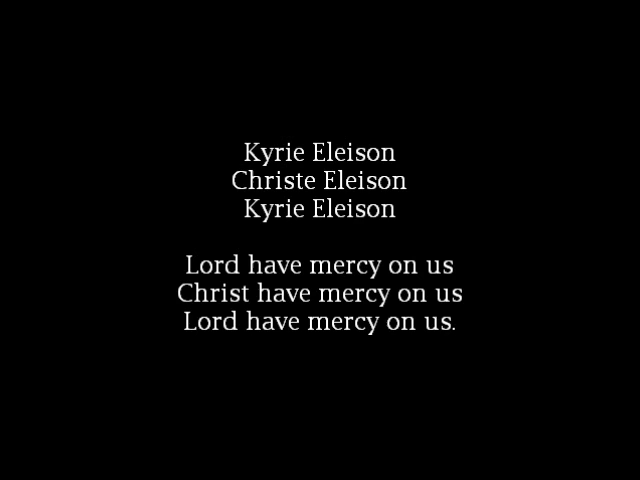 Kyrie Eleison
Christe Eleison
Kyrie Eleison
Lord have mercy on us
Christ have mercy on us
Lord have mercy on us.